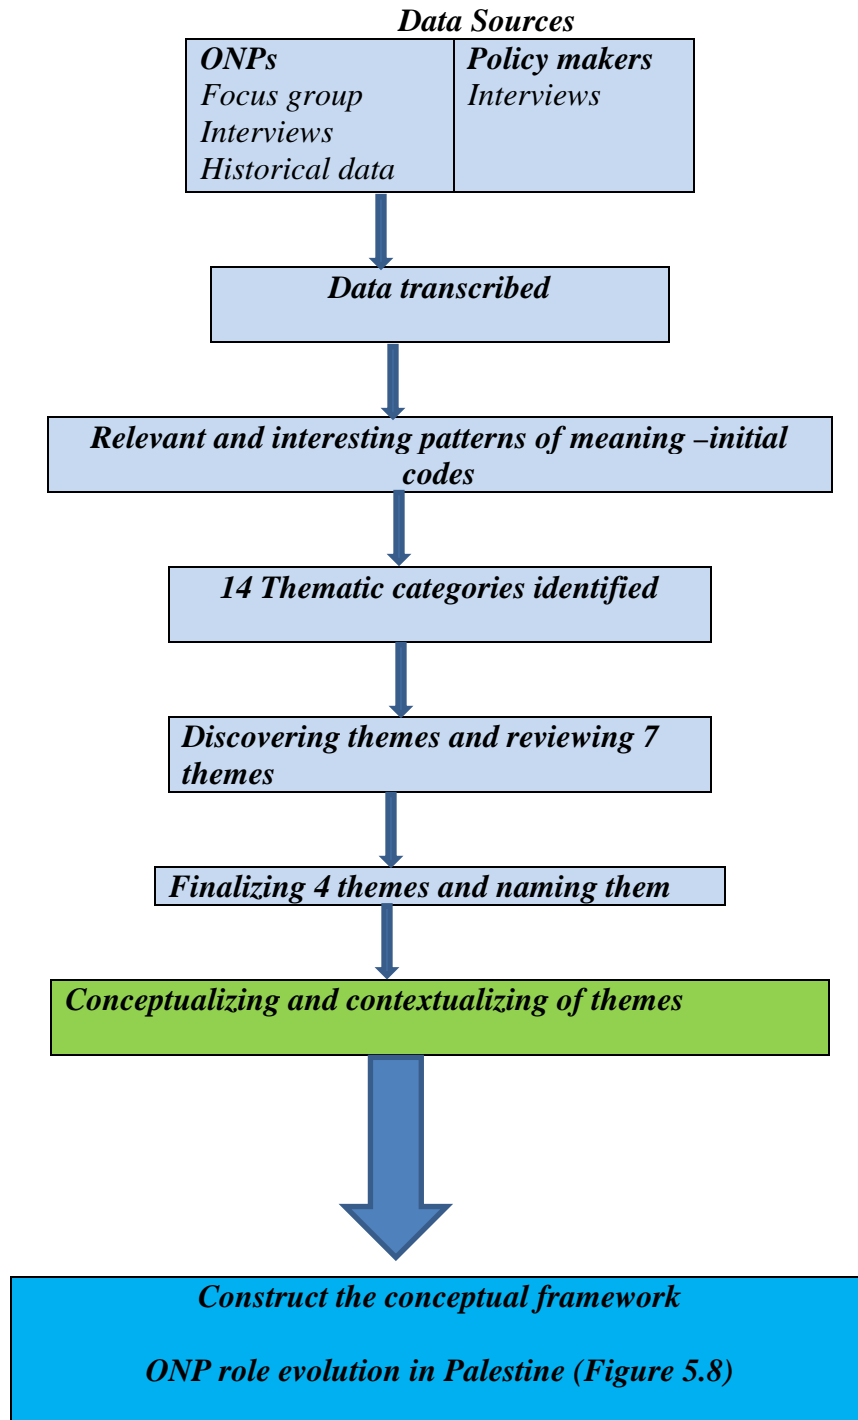 Data Sources
ONPs
Focus group
Interviews
Historical data
Policy makers
Interviews
Data transcribed
Relevant and interesting patterns of meaning –initial
codes
14 Thematic categories identified
Discovering themes and reviewing 7
themes
Finalizing 4 themes and naming them
Conceptualizing and contextualizing of themes
Construct the conceptual framework
ONP role evolution in Palestine (Figure 5.8)